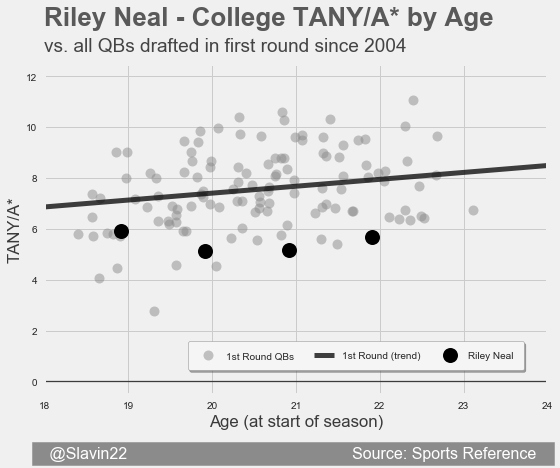 Riley Neal - College TANY/A* by Age
vs. all QBs drafted in first round since 2004
12
10
8
6
4
2
0
TANY/A*
1st Round QBs
1st Round (trend)
Riley Neal
18
19
20
21
22
23
24
Age (at start of season)
@Slavin22
Source: Sports Reference